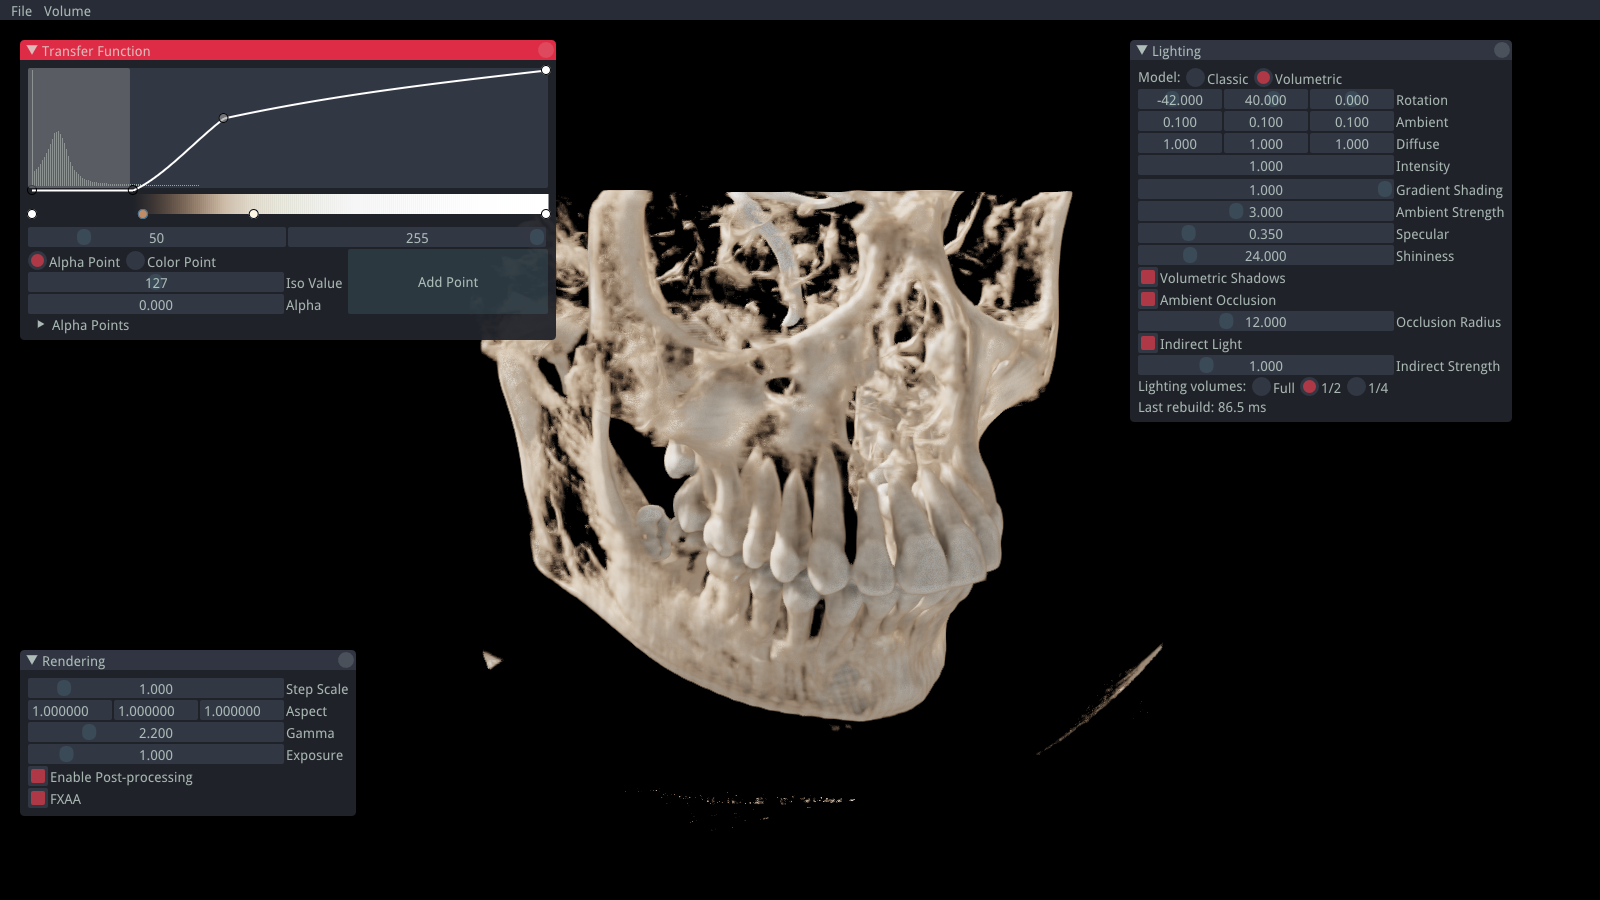 File Volume
Transfer Function
50 255
Alpha Point Color Point
127 Iso Value
0.000 Alpha
Add Point
Alpha Points
Lighting
Model: Classic Volumetric
-42.000 40.000 0.000 Rotation
0.100 0.100 0.100 Ambient
1.000 1.000 1.000 Diffuse
1.000 Intensity
1.000 Gradient Shading
3.000 Ambient Strength
0.350 Specular
24.000 Shininess
Volumetric Shadows
Ambient Occlusion
12.000 Occlusion Radius
Indirect Light
1.000 Indirect Strength
Lighting volumes: Full 1/2 1/4
Last rebuild: 86.5 ms
Rendering
1.000 Step Scale
1.000000 1.000000 1.000000 Aspect
2.200 Gamma
1.000 Exposure
Enable Post-processing
FXAA